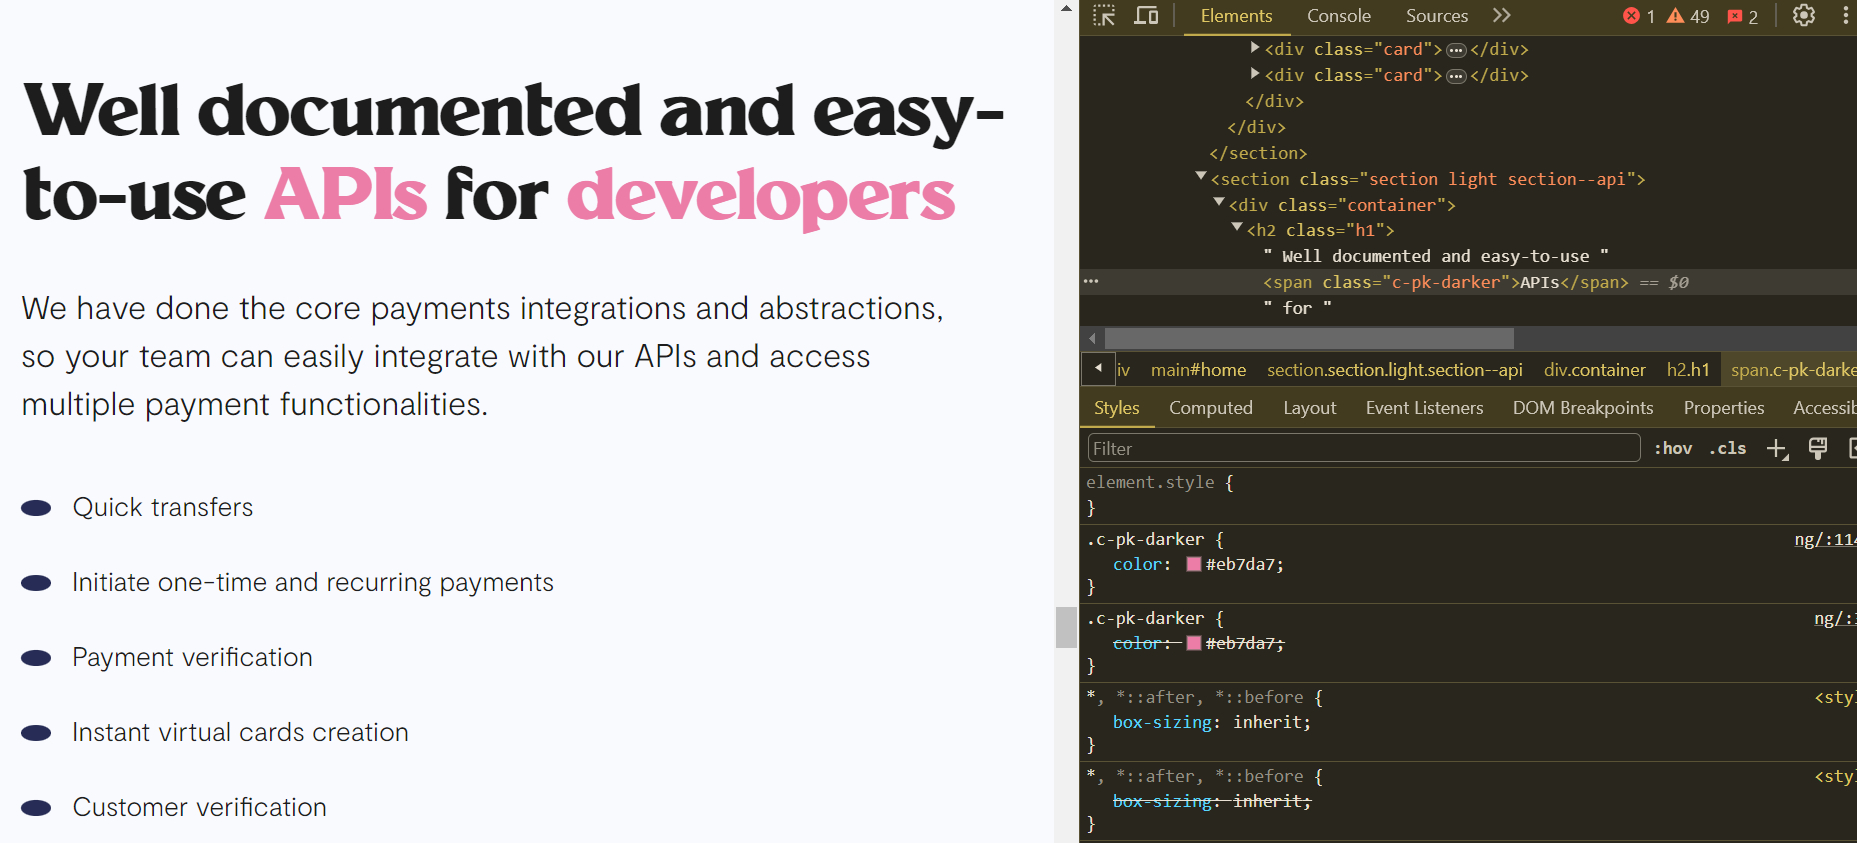 Well documented and easy-
to-use APIs for developers
We have done the core payments integrations and abstractions,
so your team can easily integrate with our APIs and access
multiple payment functionalities.
Quick transfers
Initiate one-time and recurring payments
Payment verification
Instant virtual cards creation
Customer verification
Elements Console Sources 1 49 2
<div class="card"> </div>
<div class="card"> </div>
</div>
</div>
</section>
<section class="section light section--api">
<div class="container">
<h2 class="h1">
" Well documented and easy-to-use "
<span class="c-pk-darker">APIs</span> == $0
" for "
iv main#home section.section.light.section--api div.container h2.h1 span.c-pk-darke
Styles Computed Layout Event Listeners DOM Breakpoints Properties Accessib
Filter :hov .cls
element.style {
}
.c-pk-darker { ng/:114
color: #eb7da7;
}
.c-pk-darker { ng/:
color: #eb7da7;
}
*, *::after, *::before { <sty
box-sizing: inherit;
}
*, *::after, *::before { <sty
box-sizing: inherit;
}